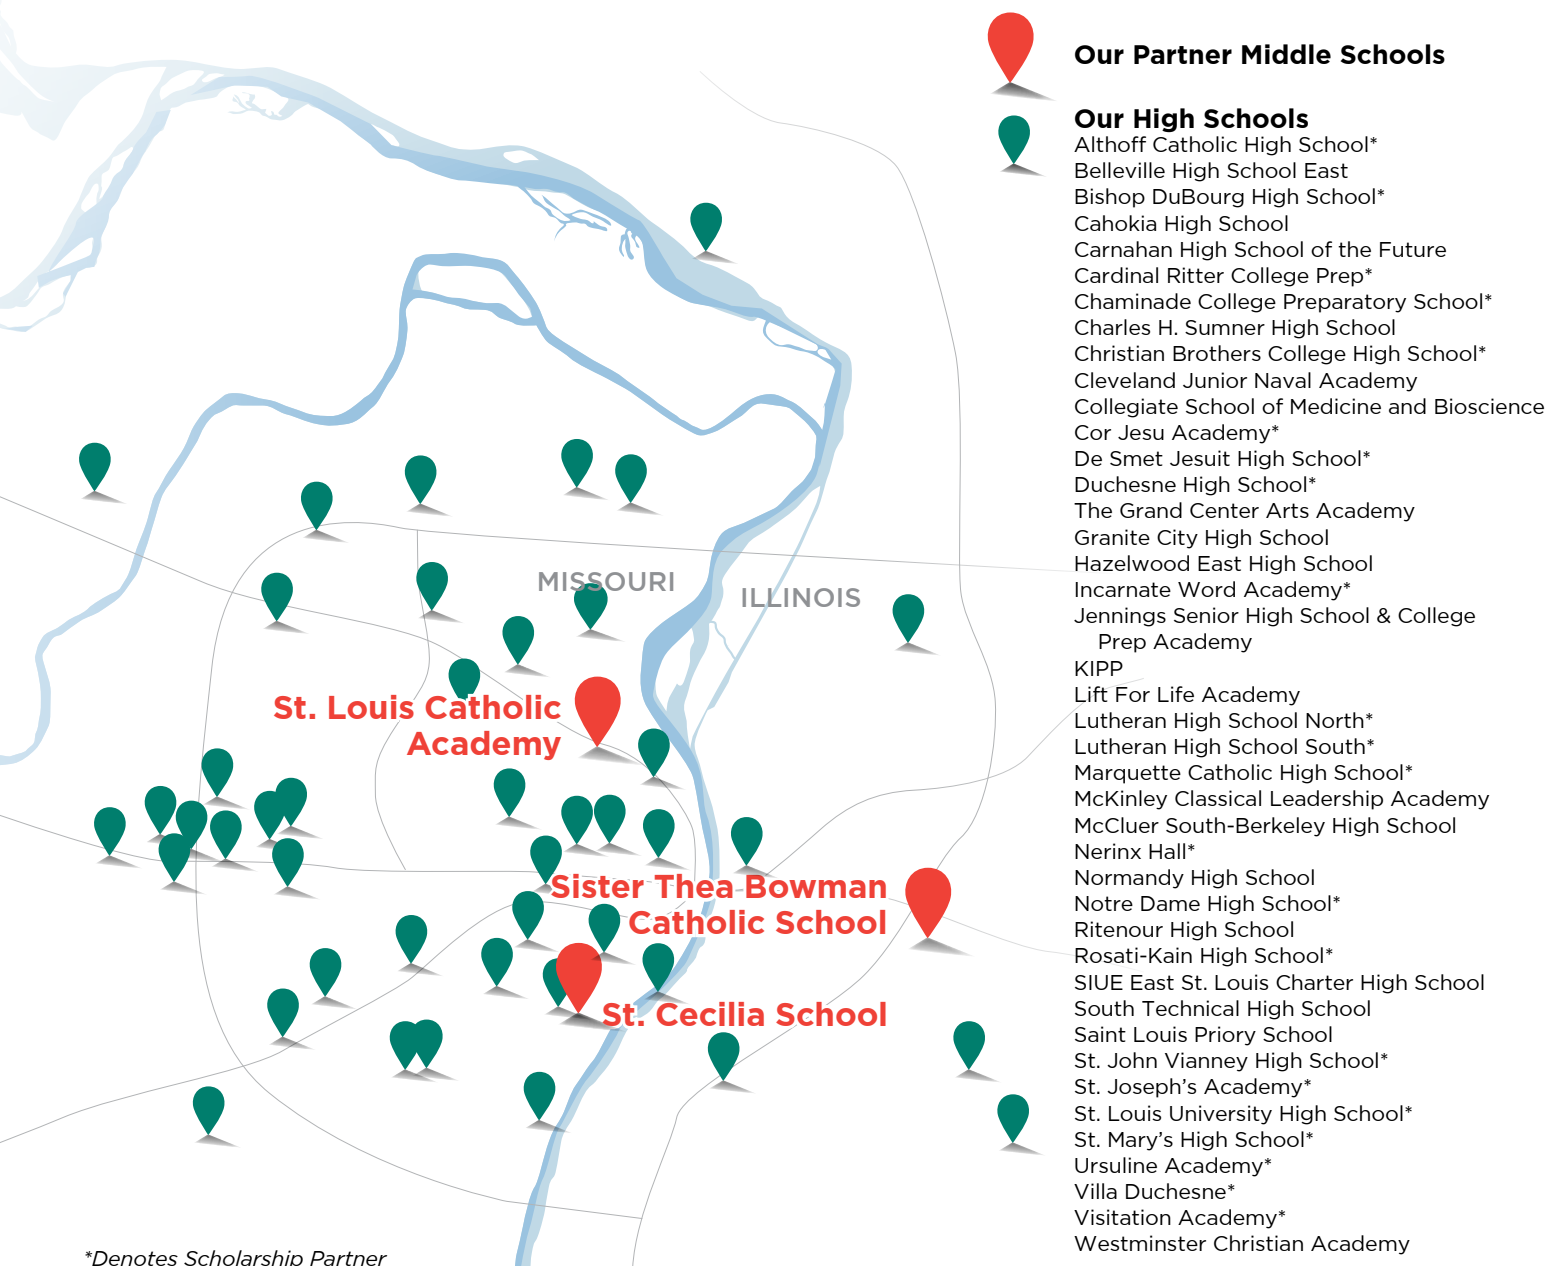 Our Partner Middle Schools
Our High Schools
Althoff Catholic High School*
Belleville High School East
Bishop DuBourg High School*
Cahokia High School
Carnahan High School of the Future
Cardinal Ritter College Prep*
Chaminade College Preparatory School*
Charles H. Sumner High School
Christian Brothers College High School*
Cleveland Junior Naval Academy
Collegiate School of Medicine and Bioscience
Cor Jesu Academy*
De Smet Jesuit High School*
Duchesne High School*
The Grand Center Arts Academy
Granite City High School
Hazelwood East High School
Incarnate Word Academy*
Jennings Senior High School & College
Prep Academy
KIPP
Lift For Life Academy
Lutheran High School North*
Lutheran High School South*
Marquette Catholic High School*
McKinley Classical Leadership Academy
McCluer South-Berkeley High School
Nerinx Hall*
Normandy High School
Notre Dame High School*
Ritenour High School
Rosati-Kain High School*
SIUE East St. Louis Charter High School
South Technical High School
Saint Louis Priory School
St. John Vianney High School*
St. Joseph's Academy*
St. Louis University High School*
St. Mary's High School*
Ursuline Academy*
Villa Duchesne*
Visitation Academy*
Westminster Christian Academy
MISSOURI
ILLINOIS
St. Louis Catholic
Academy
Sister Thea Bowman
Catholic School
St. Cecilia School
*Denotes Scholarship Partner